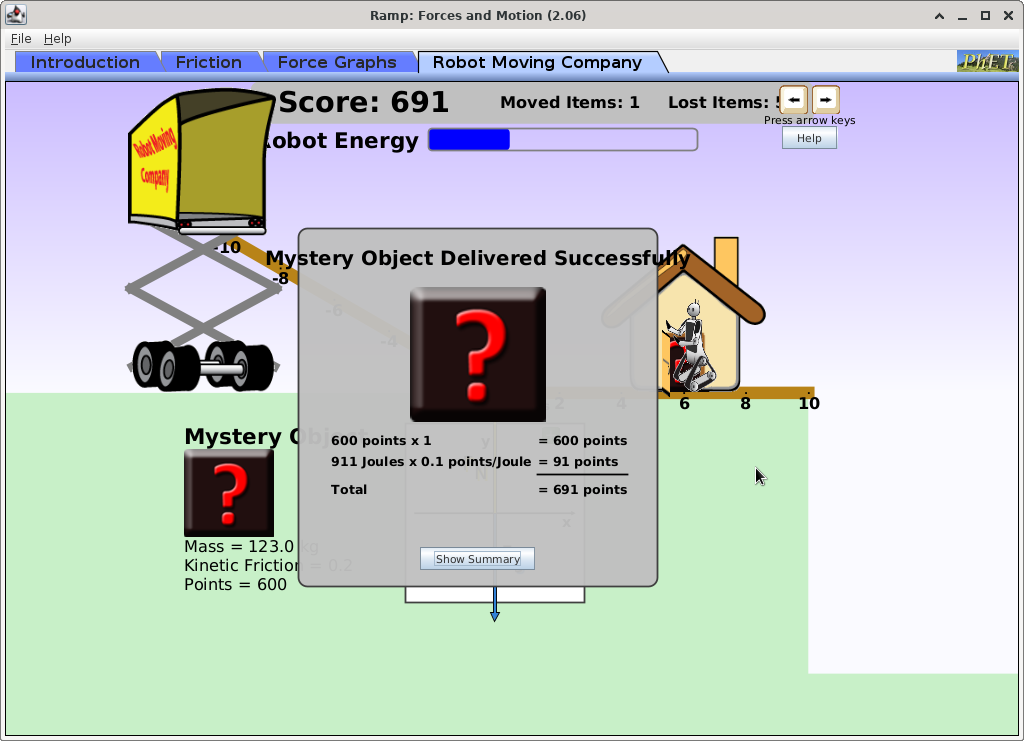 Ramp: Forces and Motion (2.06)
File Help
Introduction Friction Force Graphs Robot Moving Company
PhET
Score: 691 Moved Items: 1 Lost Items:
Press arrow keys
Robot Energy
Help
Robot Moving
Company
-10
-8
-6
-4
Mystery Object Delivered Successfully
2 4 6 8 10
Mystery Object
?
?
600 points x 1 = 600 points
911 Joules x 0.1 points/Joule = 91 points
Total = 691 points
y
N
x
Mass = 123.0 kg
Kinetic Friction = 0.2
Points = 600
Show Summary